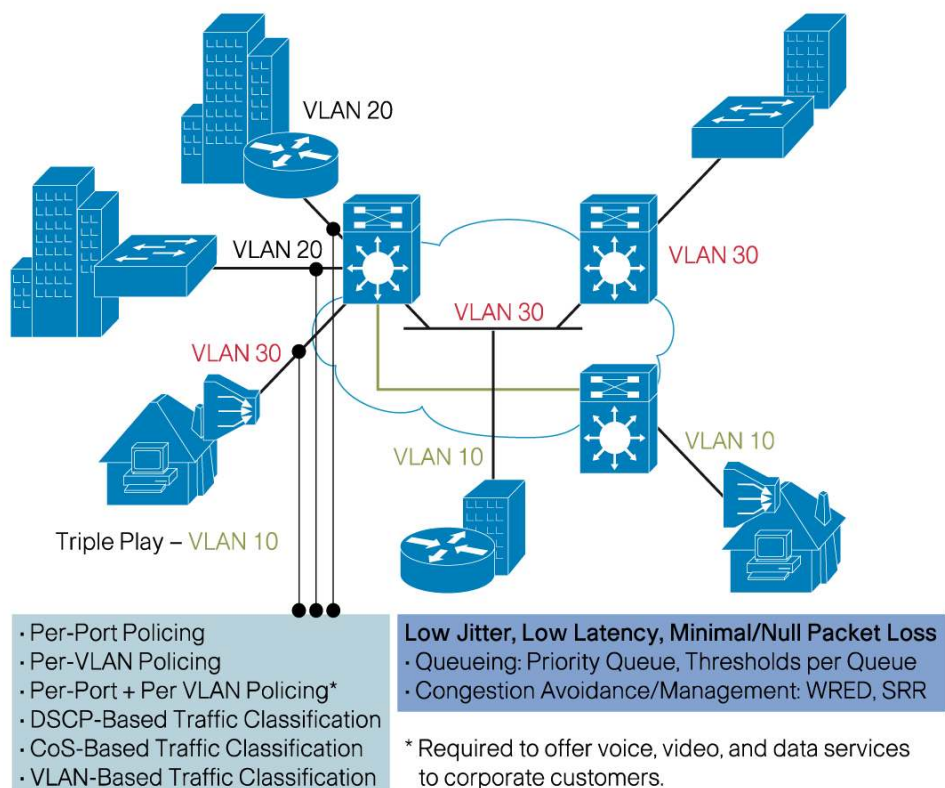 VLAN 20
VLAN 20
VLAN 30
VLAN 30
VLAN 30
VLAN 10
VLAN 10
Triple Play – VLAN 10
· Per-Port Policing
· Per-VLAN Policing
· Per-Port + Per VLAN Policing*
· DSCP-Based Traffic Classification
· CoS-Based Traffic Classification
· VLAN-Based Traffic Classification
Low Jitter, Low Latency, Minimal/Null Packet Loss
· Queueing: Priority Queue, Thresholds per Queue
· Congestion Avoidance/Management: WRED, SRR
* Required to offer voice, video, and data services
to corporate customers.